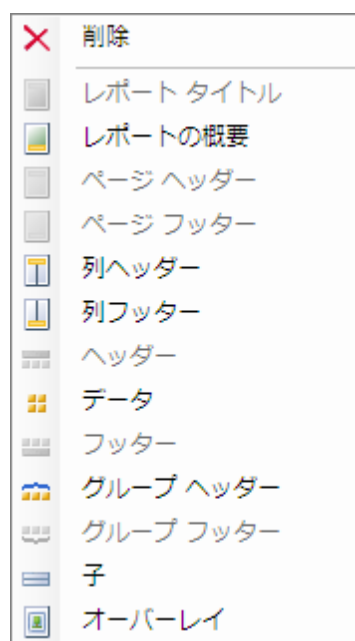 削除
レポート タイトル
レポートの概要
ページ ヘッダー
ページ フッター
列ヘッダー
列フッター
ヘッダー
データ
フッター
グループ ヘッダー
グループ フッター
子
オーバーレイ